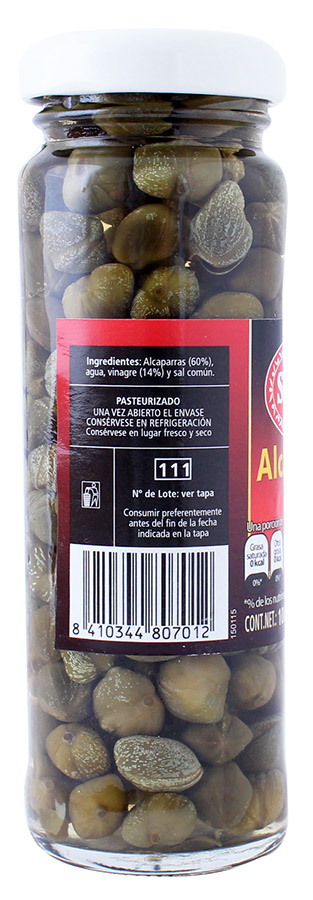 Ingredientes: Alcaparras (60%),
agua, vinagre (14%) y sal común.
PASTEURIZADO
UNA VEZ ABIERTO EL ENVASE
CONSÉRVESE EN REFRIGERACIÓN
Consérvese en lugar fresco y seco
111
N° de Lote: ver tapa
Consumir preferentemente
antes del fin de la fecha
indicada en la tapa
8 410344 807012
150115
Alc
Una porción
Grasa
saturada
0 kcal
0%*
0%*
*% de los
CONT.NET.: